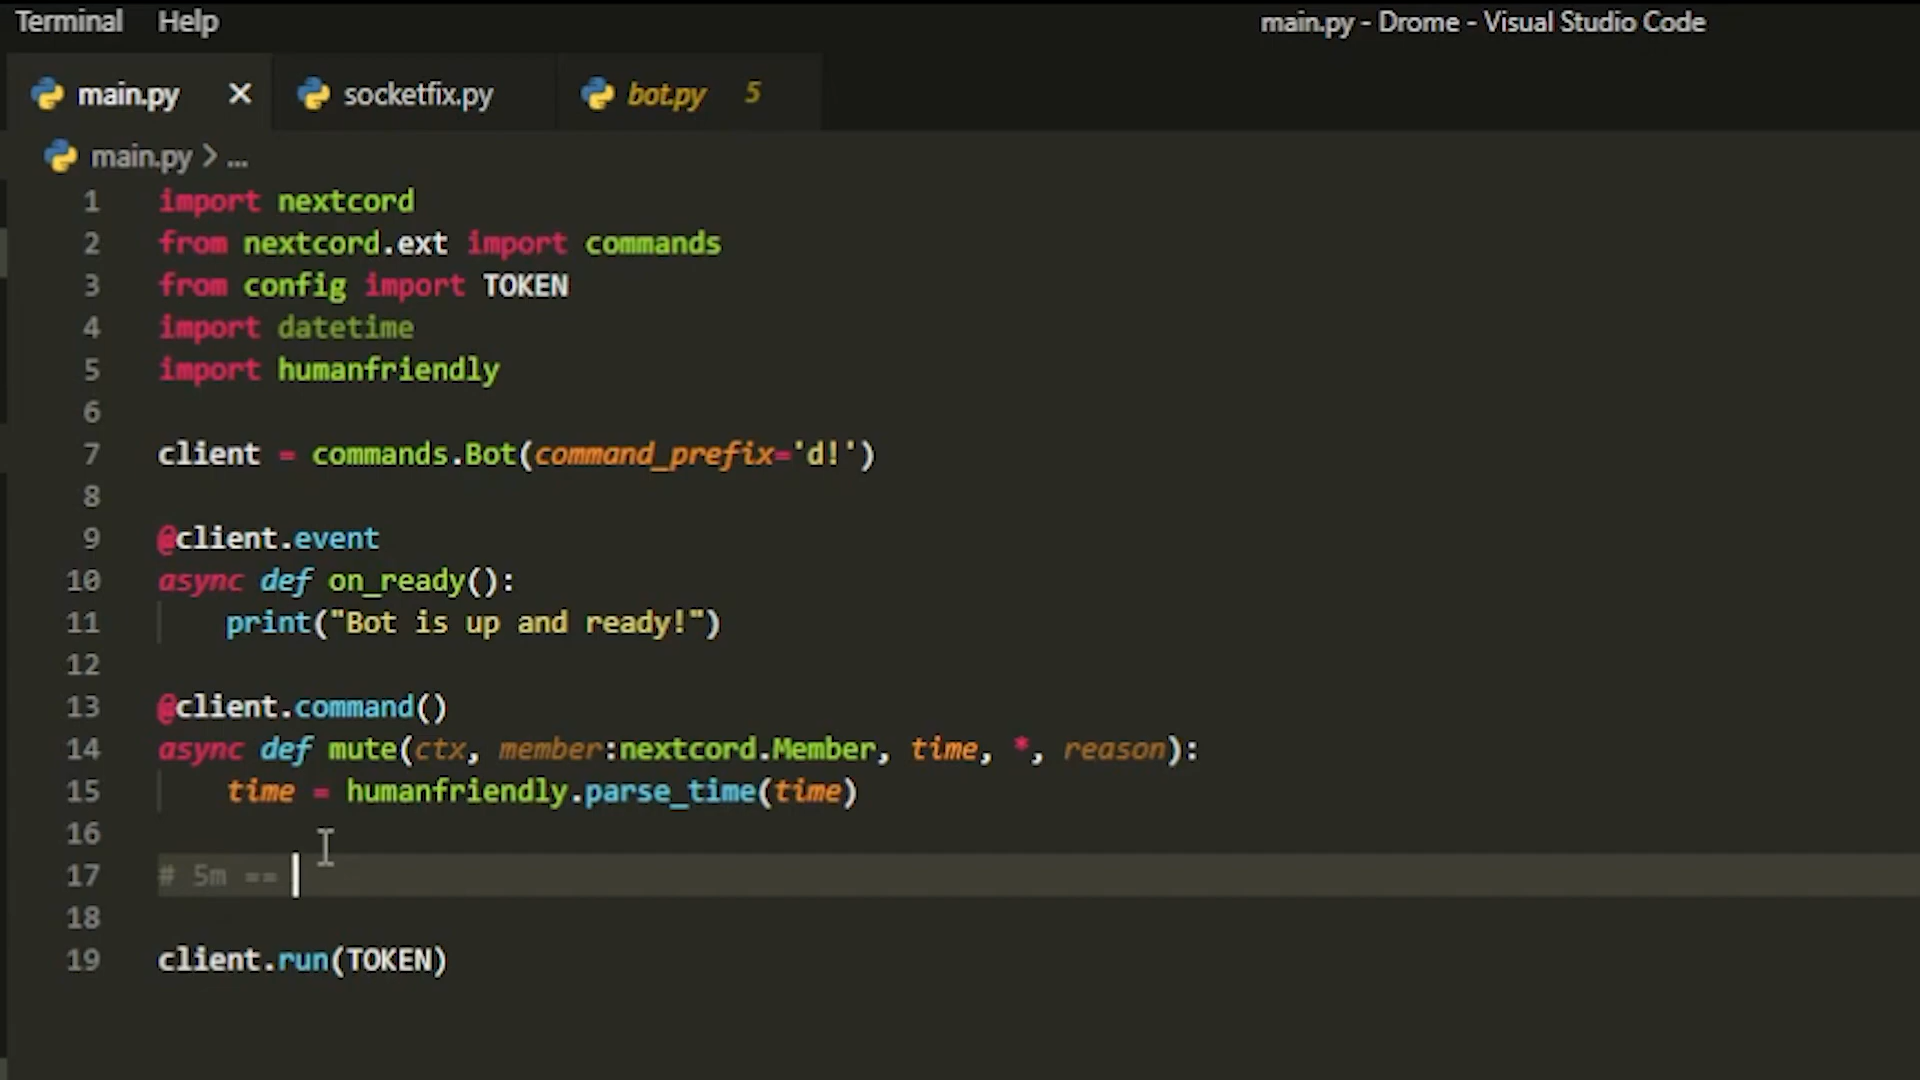 Terminal Help main.py - Drome - Visual Studio Code
main.py socketfix.py bot.py 5
main.py > ...
1 import nextcord
2 from nextcord.ext import commands
3 from config import TOKEN
4 import datetime
5 import humanfriendly
6
7 client = commands.Bot(command_prefix='d!')
8
9 @client.event
10 async def on_ready():
11     print("Bot is up and ready!")
12
13 @client.command()
14 async def mute(ctx, member:nextcord.Member, time, *, reason):
15     time = humanfriendly.parse_time(time)
16
17 # 5m ==
18
19 client.run(TOKEN)